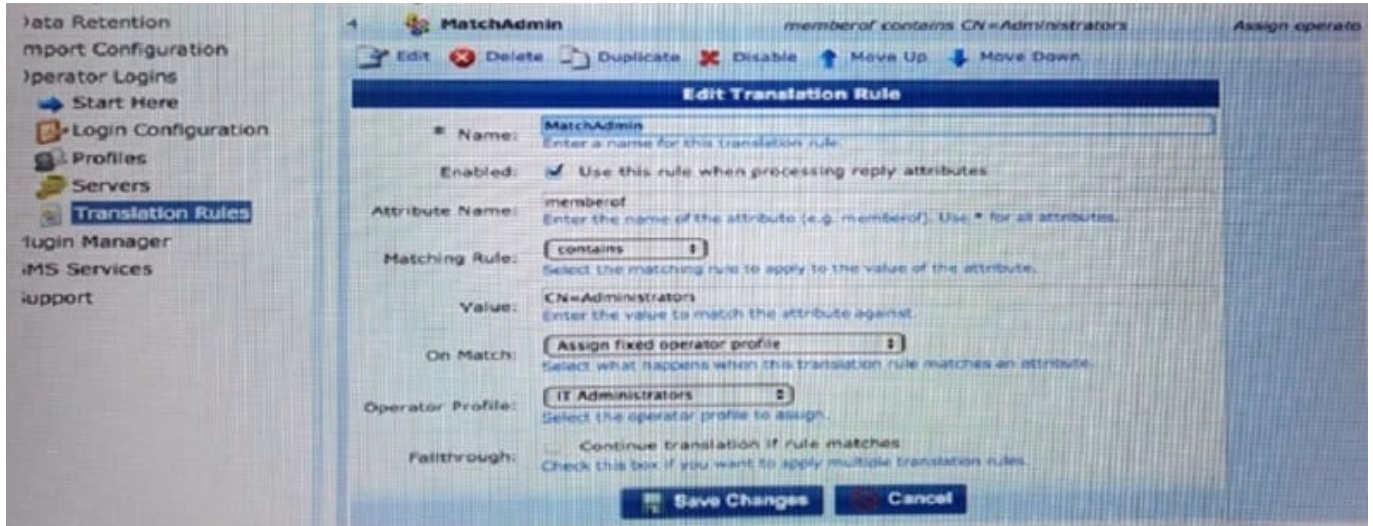 )ata Retention
mport Configuration
)perator Logins
Start Here
Login Configuration
Profiles
Servers
Translation Rules
lugin Manager
iMS Services
iupport
MatchAdmin memberof contains CN=Administrators Assign operato
Edit Delete Duplicate Disable Move Up Move Down
Edit Translation Rule
* Name: MatchAdmin
Enter a name for this translation rule.
Enabled: Use this rule when processing reply attributes
Attribute Name: memberof
Enter the name of the attribute (e.g. memberof). Use * for all attributes.
Matching Rule: contains
Select the matching rule to apply to the value of the attribute.
Value: CN=Administrators
Enter the value to match the attribute against.
On Match: Assign fixed operator profile
Select what happens when this translation rule matches an attribute.
Operator Profile: IT Administrators
Select the operator profile to assign.
Fallthrough: Continue translation if rule matches
Check this box if you want to apply multiple translation rules.
Save Changes Cancel